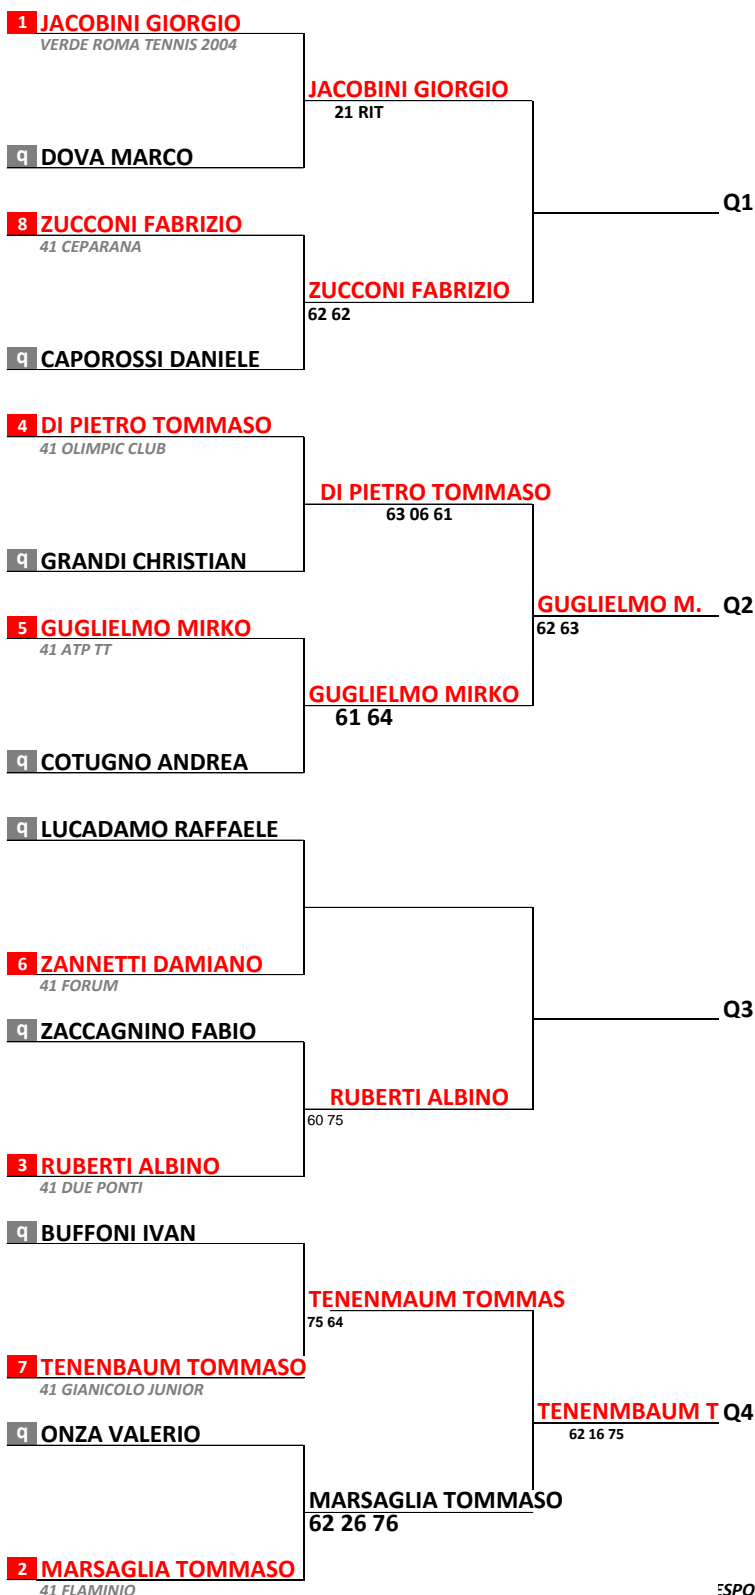 1 JACOBINI GIORGIO
VERDE ROMA TENNIS 2004
JACOBINI GIORGIO
21 RIT
q DOVA MARCO
Q1
8 ZUCCONI FABRIZIO
41 CEPARANA
ZUCCONI FABRIZIO
62 62
q CAPOROSSI DANIELE
4 DI PIETRO TOMMASO
41 OLIMPIC CLUB
DI PIETRO TOMMASO
63 06 61
q GRANDI CHRISTIAN
GUGLIELMO M. Q2
62 63
5 GUGLIELMO MIRKO
41 ATP TT
GUGLIELMO MIRKO
61 64
q COTUGNO ANDREA
q LUCADAMO RAFFAELE
6 ZANNETTI DAMIANO
41 FORUM
Q3
q ZACCAGNINO FABIO
RUBERTI ALBINO
60 75
3 RUBERTI ALBINO
41 DUE PONTI
q BUFFONI IVAN
TENENMAUM TOMMAS
75 64
7 TENENBAUM TOMMASO
41 GIANICOLO JUNIOR
TENENMBAUM T Q4
62 16 75
q ONZA VALERIO
MARSAGLIA TOMMASO
62 26 76
2 MARSAGLIA TOMMASO
41 FLAMINIO
ESPO